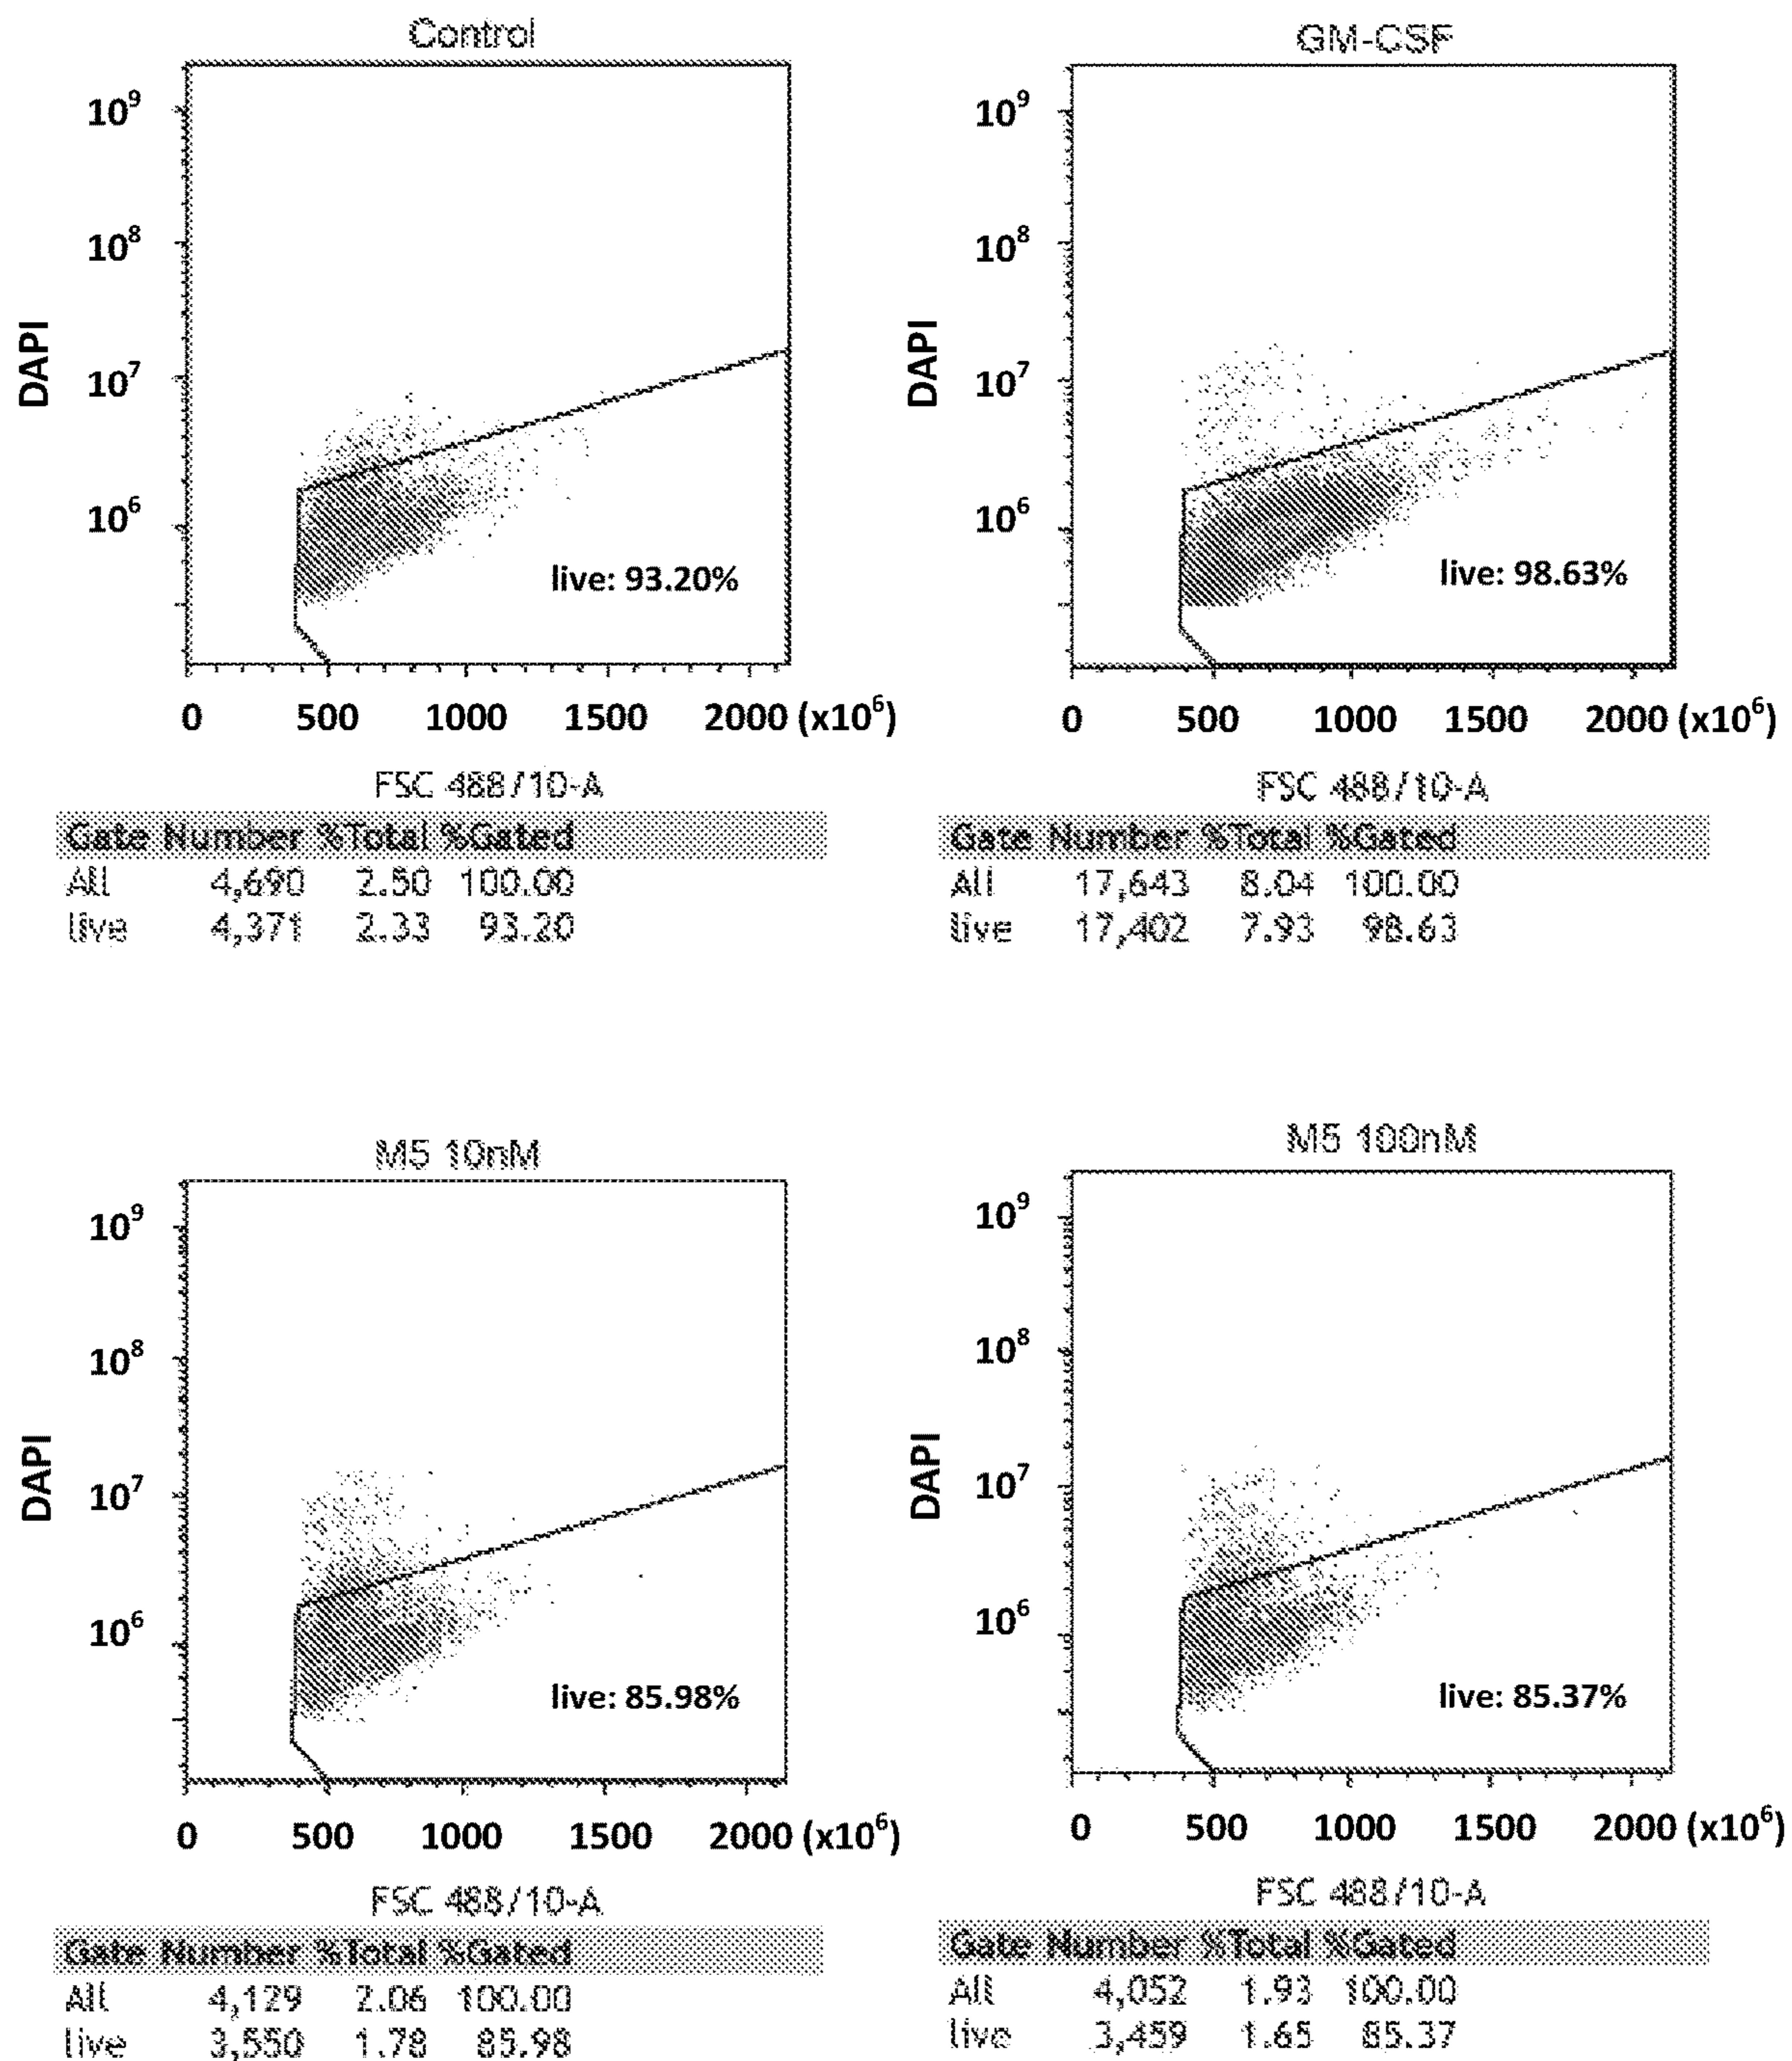 Control
10⁹
10⁸
10⁷
10⁶
DAPI
live: 93.20%
0 500 1000 1500 2000 (x10⁶)
FSC 488/10-A
Gate Number %Total %Gated
All 4,690 2.50 100.00
live 4,371 2.33 93.20
GM-CSF
10⁹
10⁸
10⁷
10⁶
DAPI
live: 98.63%
0 500 1000 1500 2000 (x10⁶)
FSC 488/10-A
Gate Number %Total %Gated
All 17,643 8.04 100.00
live 17,402 7.93 98.63
M5 10nM
10⁹
10⁸
10⁷
10⁶
DAPI
live: 85.98%
0 500 1000 1500 2000 (x10⁶)
FSC 488/10-A
Gate Number %Total %Gated
All 4,129 2.06 100.00
live 3,550 1.78 85.98
M5 100nM
10⁹
10⁸
10⁷
10⁶
DAPI
live: 85.37%
0 500 1000 1500 2000 (x10⁶)
FSC 488/10-A
Gate Number %Total %Gated
All 4,052 1.93 100.00
live 3,459 1.65 85.37